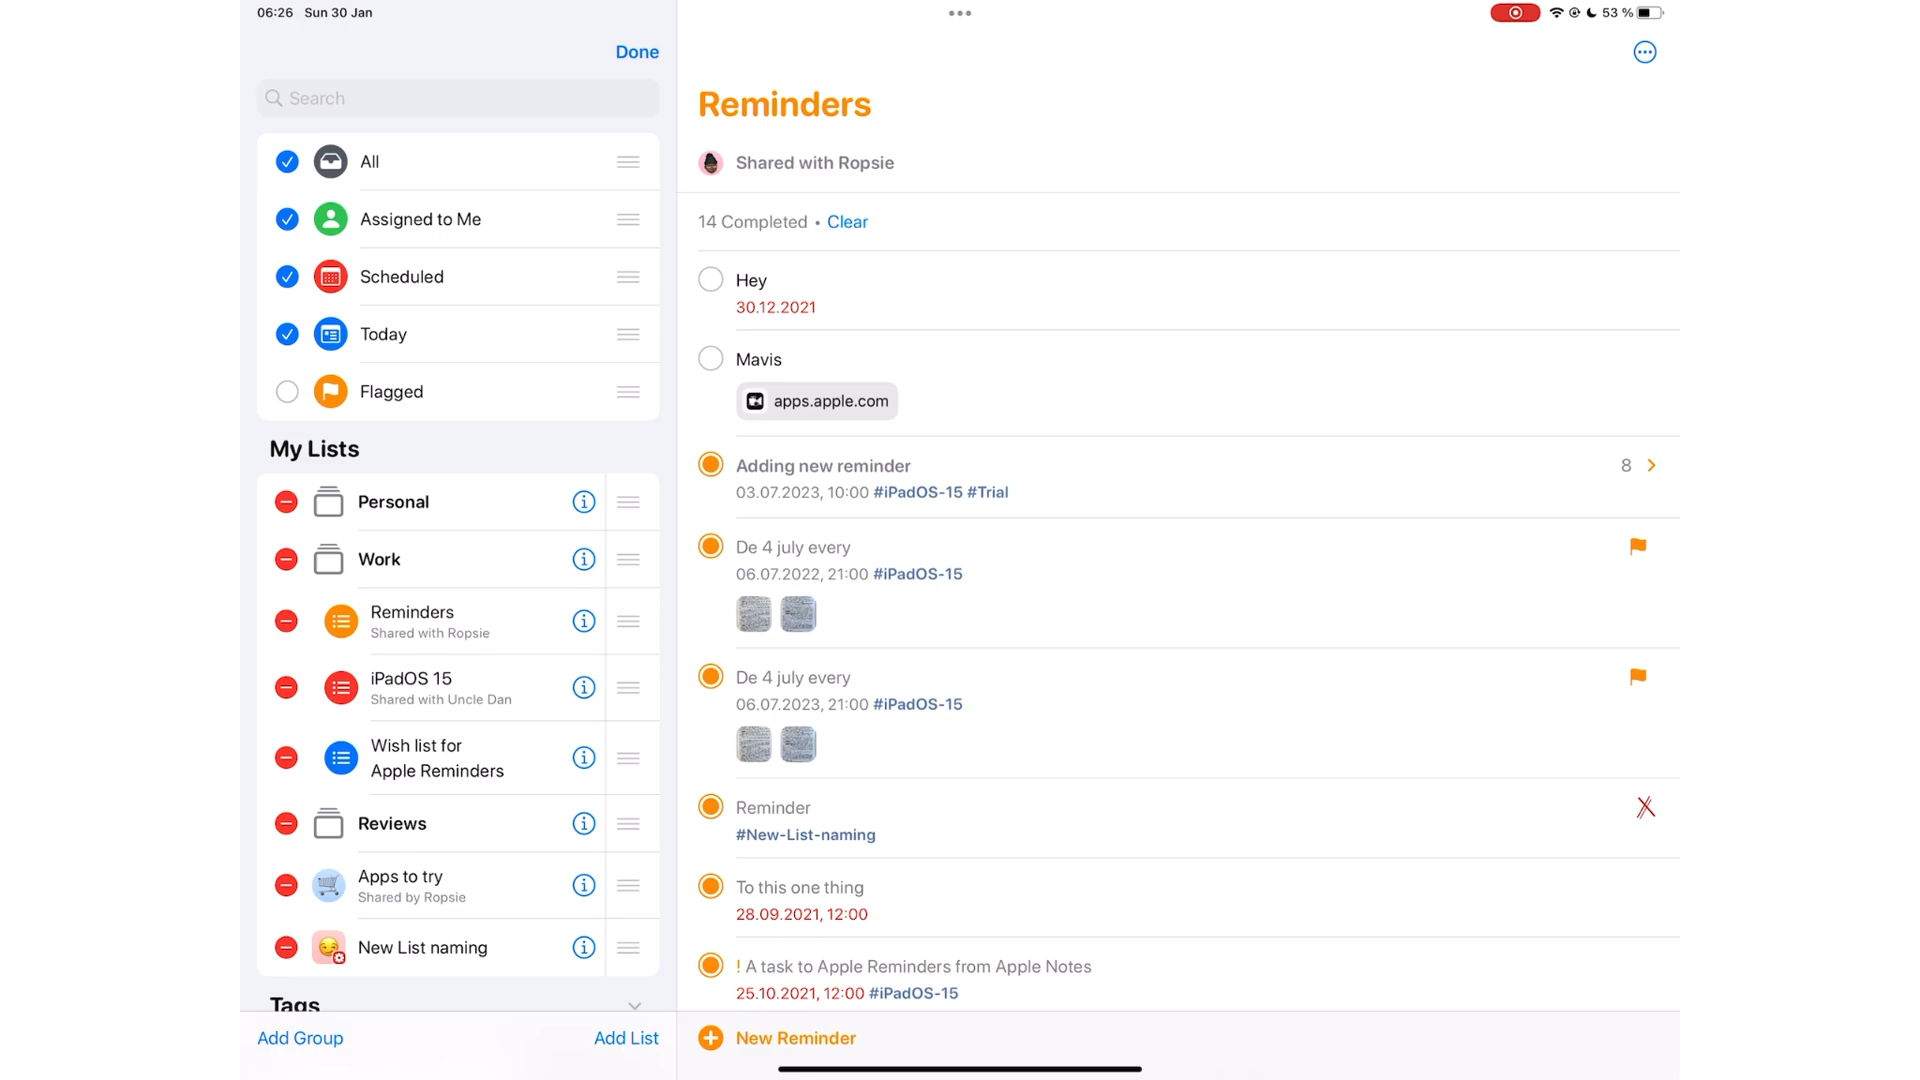 06:26 Sun 30 Jan
53 %
Done
Search
All
Assigned to Me
Scheduled
Today
Flagged
My Lists
Personal
Work
Reminders
Shared with Ropsie
iPadOS 15
Shared with Uncle Dan
Wish list for
Apple Reminders
Reviews
Apps to try
Shared by Ropsie
New List naming
Tags
Add Group
Add List
Reminders
Shared with Ropsie
14 Completed • Clear
Hey
30.12.2021
Mavis
apps.apple.com
Adding new reminder
8
03.07.2023, 10:00 #iPadOS-15 #Trial
De 4 july every
06.07.2022, 21:00 #iPadOS-15
De 4 july every
06.07.2023, 21:00 #iPadOS-15
Reminder
#New-List-naming
To this one thing
28.09.2021, 12:00
! A task to Apple Reminders from Apple Notes
25.10.2021, 12:00 #iPadOS-15
New Reminder